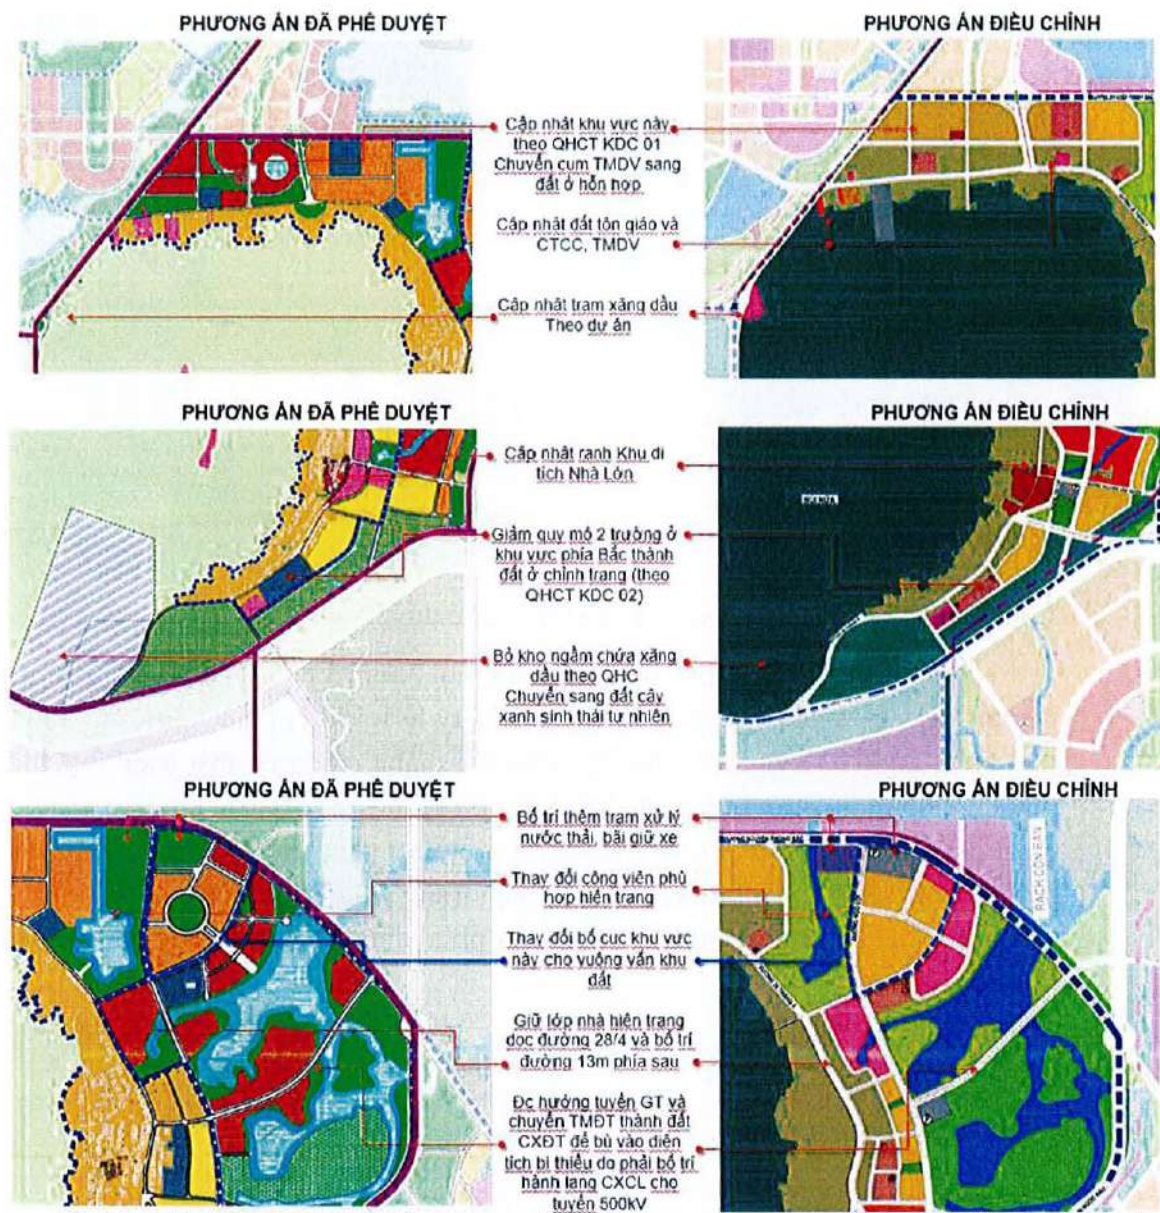 PHƯƠNG ÁN ĐÃ PHÊ DUYỆT
PHƯƠNG ÁN ĐIỀU CHỈNH
Cập nhật khu vực này
theo QHCT KDC 01
Chuyển cụm TMDV sang
đất ở hỗn hợp
Cập nhật đất tôn giáo và
CTCC, TMDV
Cập nhật trạm xăng dầu
Theo dự án
PHƯƠNG ÁN ĐÃ PHÊ DUYỆT
PHƯƠNG ÁN ĐIỀU CHỈNH
Cập nhật ranh Khu di
tích Nhà Lớn
Giảm quy mô 2 trường ở
khu vực phía Bắc thành
đất ở chỉnh trang (theo
QHCT KDC 02)
Bỏ kho ngầm chứa xăng
dầu theo QHC
Chuyển sang đất cây
xanh sinh thái tự nhiên
PHƯƠNG ÁN ĐÃ PHÊ DUYỆT
PHƯƠNG ÁN ĐIỀU CHỈNH
Bố trí thêm trạm xử lý
nước thải, bãi giữ xe
Thay đổi công viên phù
hợp hiện trạng
Thay đổi bố cục khu vực
này cho vuông vắn khu
đất
Giữ lớp nhà hiện trạng
dọc đường 28/4 và bố trí
đường 13m phía sau
Đc hướng tuyến GT và
chuyển TMĐT thành đất
CXĐT để bù vào diện
tích bị thiếu do phải bố trí
hành lang CXCL cho
tuyến 500kV